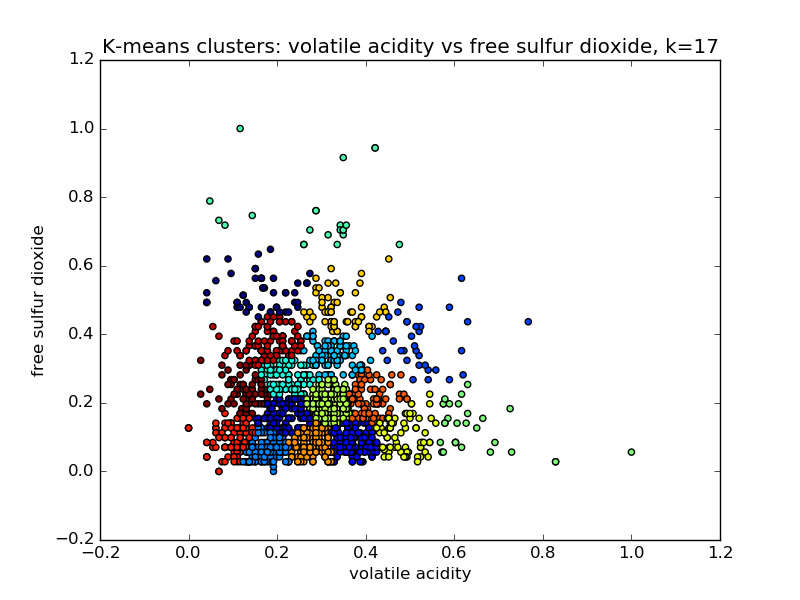 K-means clusters: volatile acidity vs free sulfur dioxide, k=17
1.2
1.0
0.8
0.6
0.4
0.2
0.0
−0.2
free sulfur dioxide
−0.2 0.0 0.2 0.4 0.6 0.8 1.0 1.2
volatile acidity